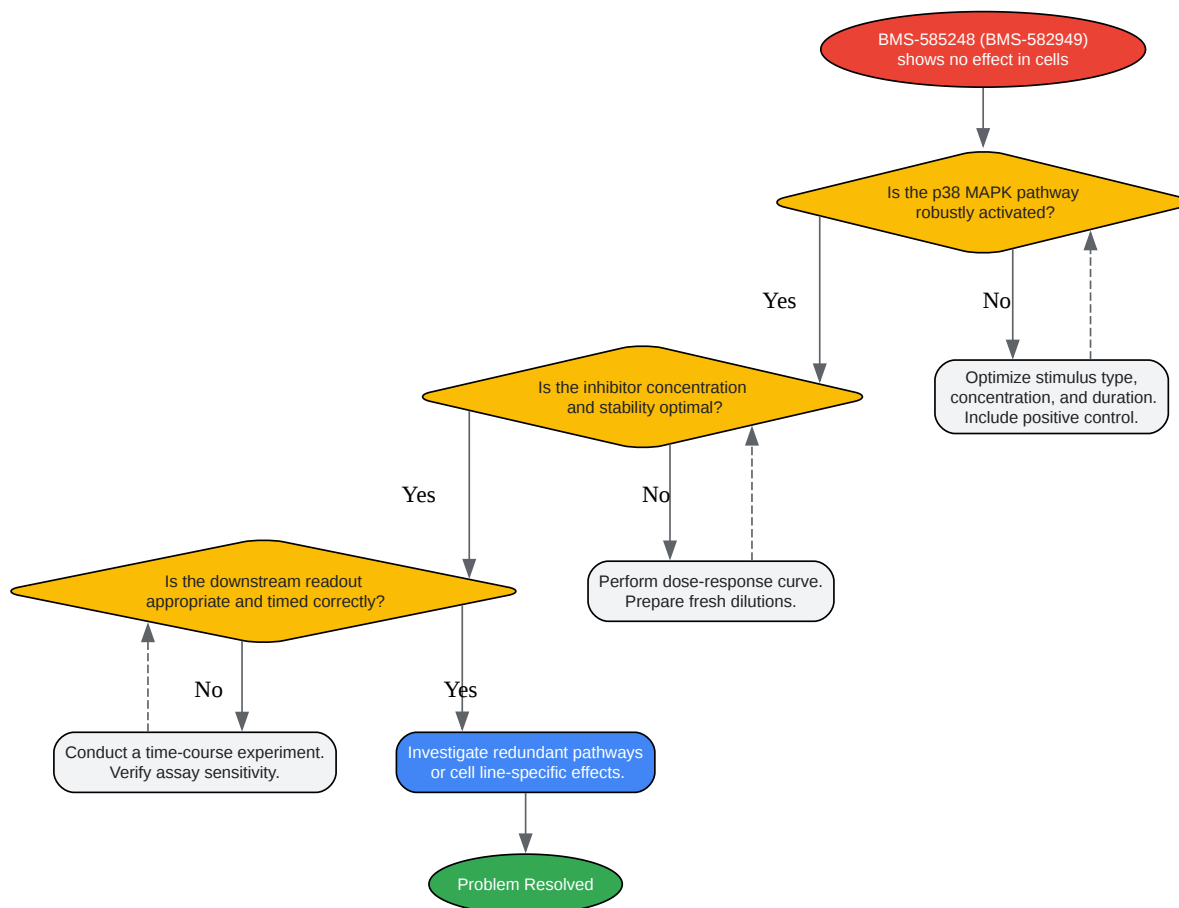 BMS-585248 (BMS-582949)
shows no effect in cells
Is the p38 MAPK pathway
robustly activated?
Yes
No
Optimize stimulus type,
concentration, and duration.
Include positive control.
Is the inhibitor concentration
and stability optimal?
Yes
No
Perform dose-response curve.
Prepare fresh dilutions.
Is the downstream readout
appropriate and timed correctly?
No
Yes
Conduct a time-course experiment.
Verify assay sensitivity.
Investigate redundant pathways
or cell line-specific effects.
Problem Resolved